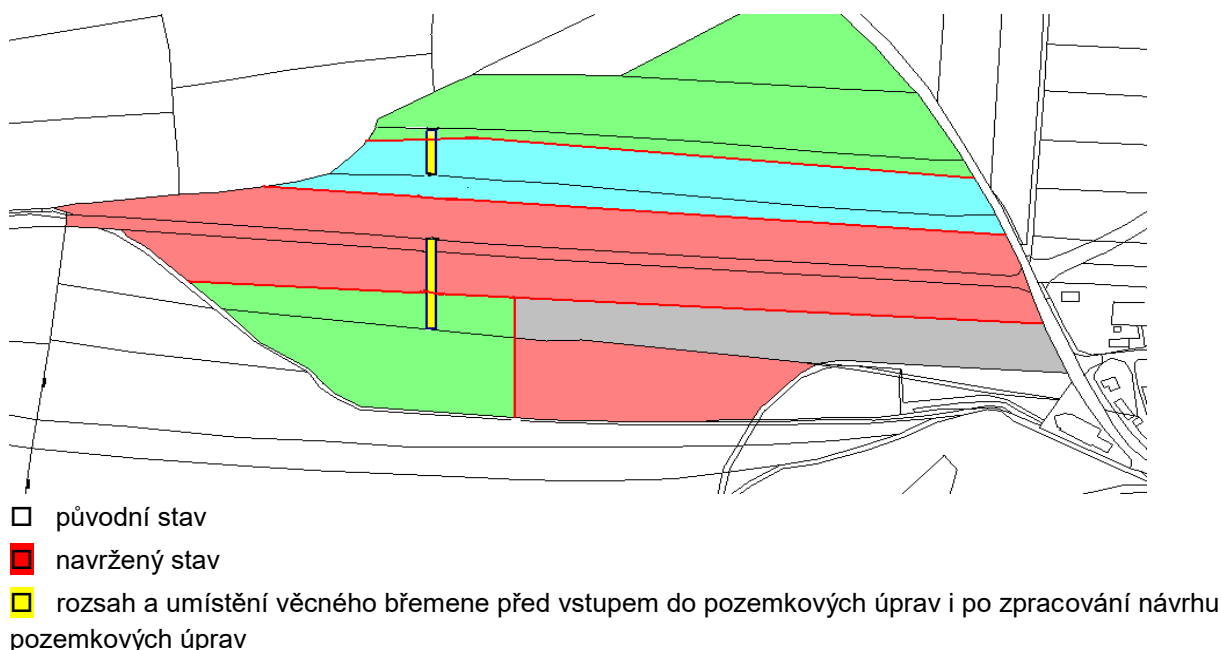 původní stav
navržený stav
rozsah a umístění věcného břemene před vstupem do pozemkových úprav i po zpracování návrhu
pozemkových úprav